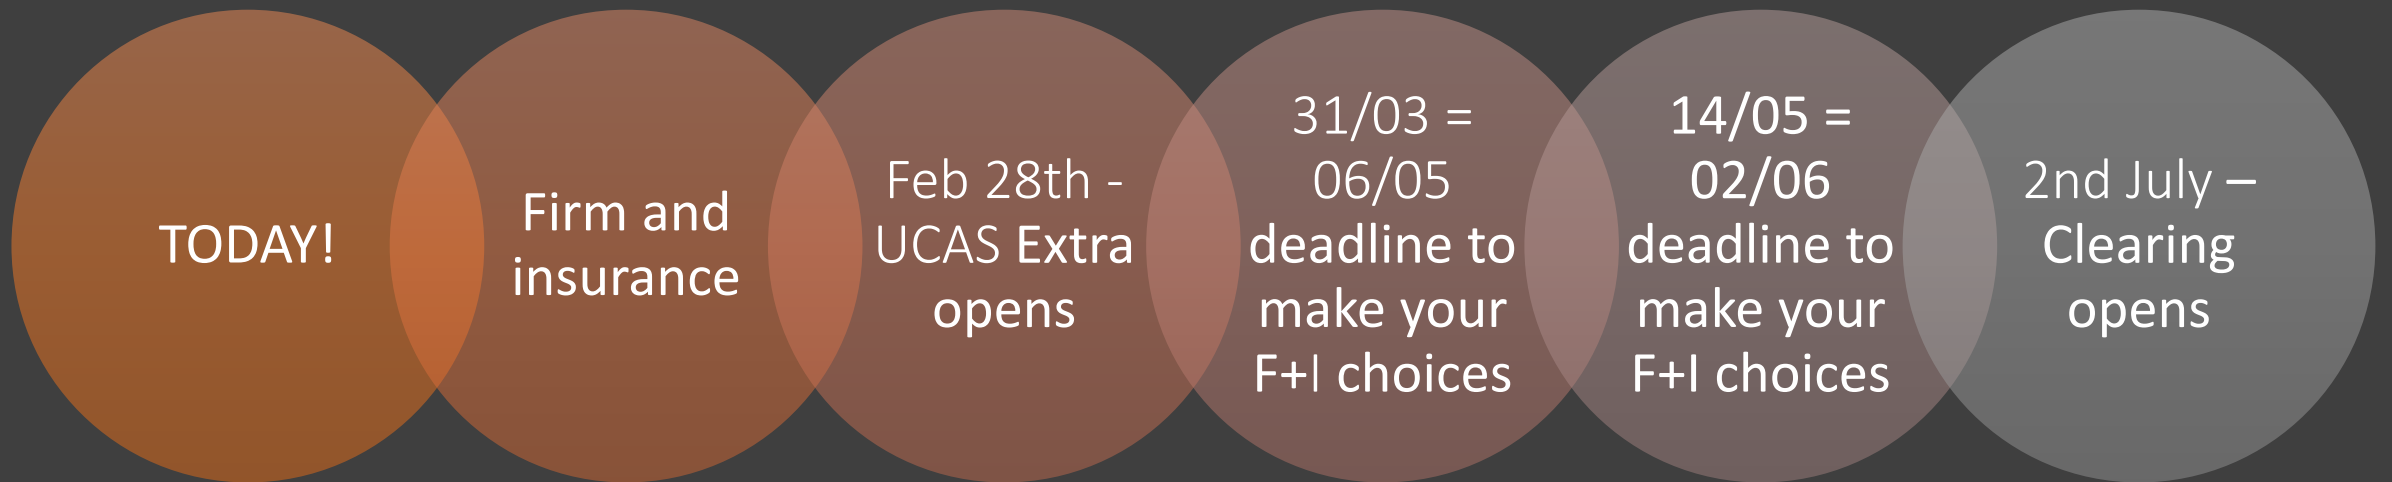 TODAY!
Firm and
insurance
Feb 28th -
UCAS Extra
opens
31/03 =
06/05
deadline to
make your
F+I choices
14/05 =
02/06
deadline to
make your
F+I choices
2nd July –
Clearing
opens